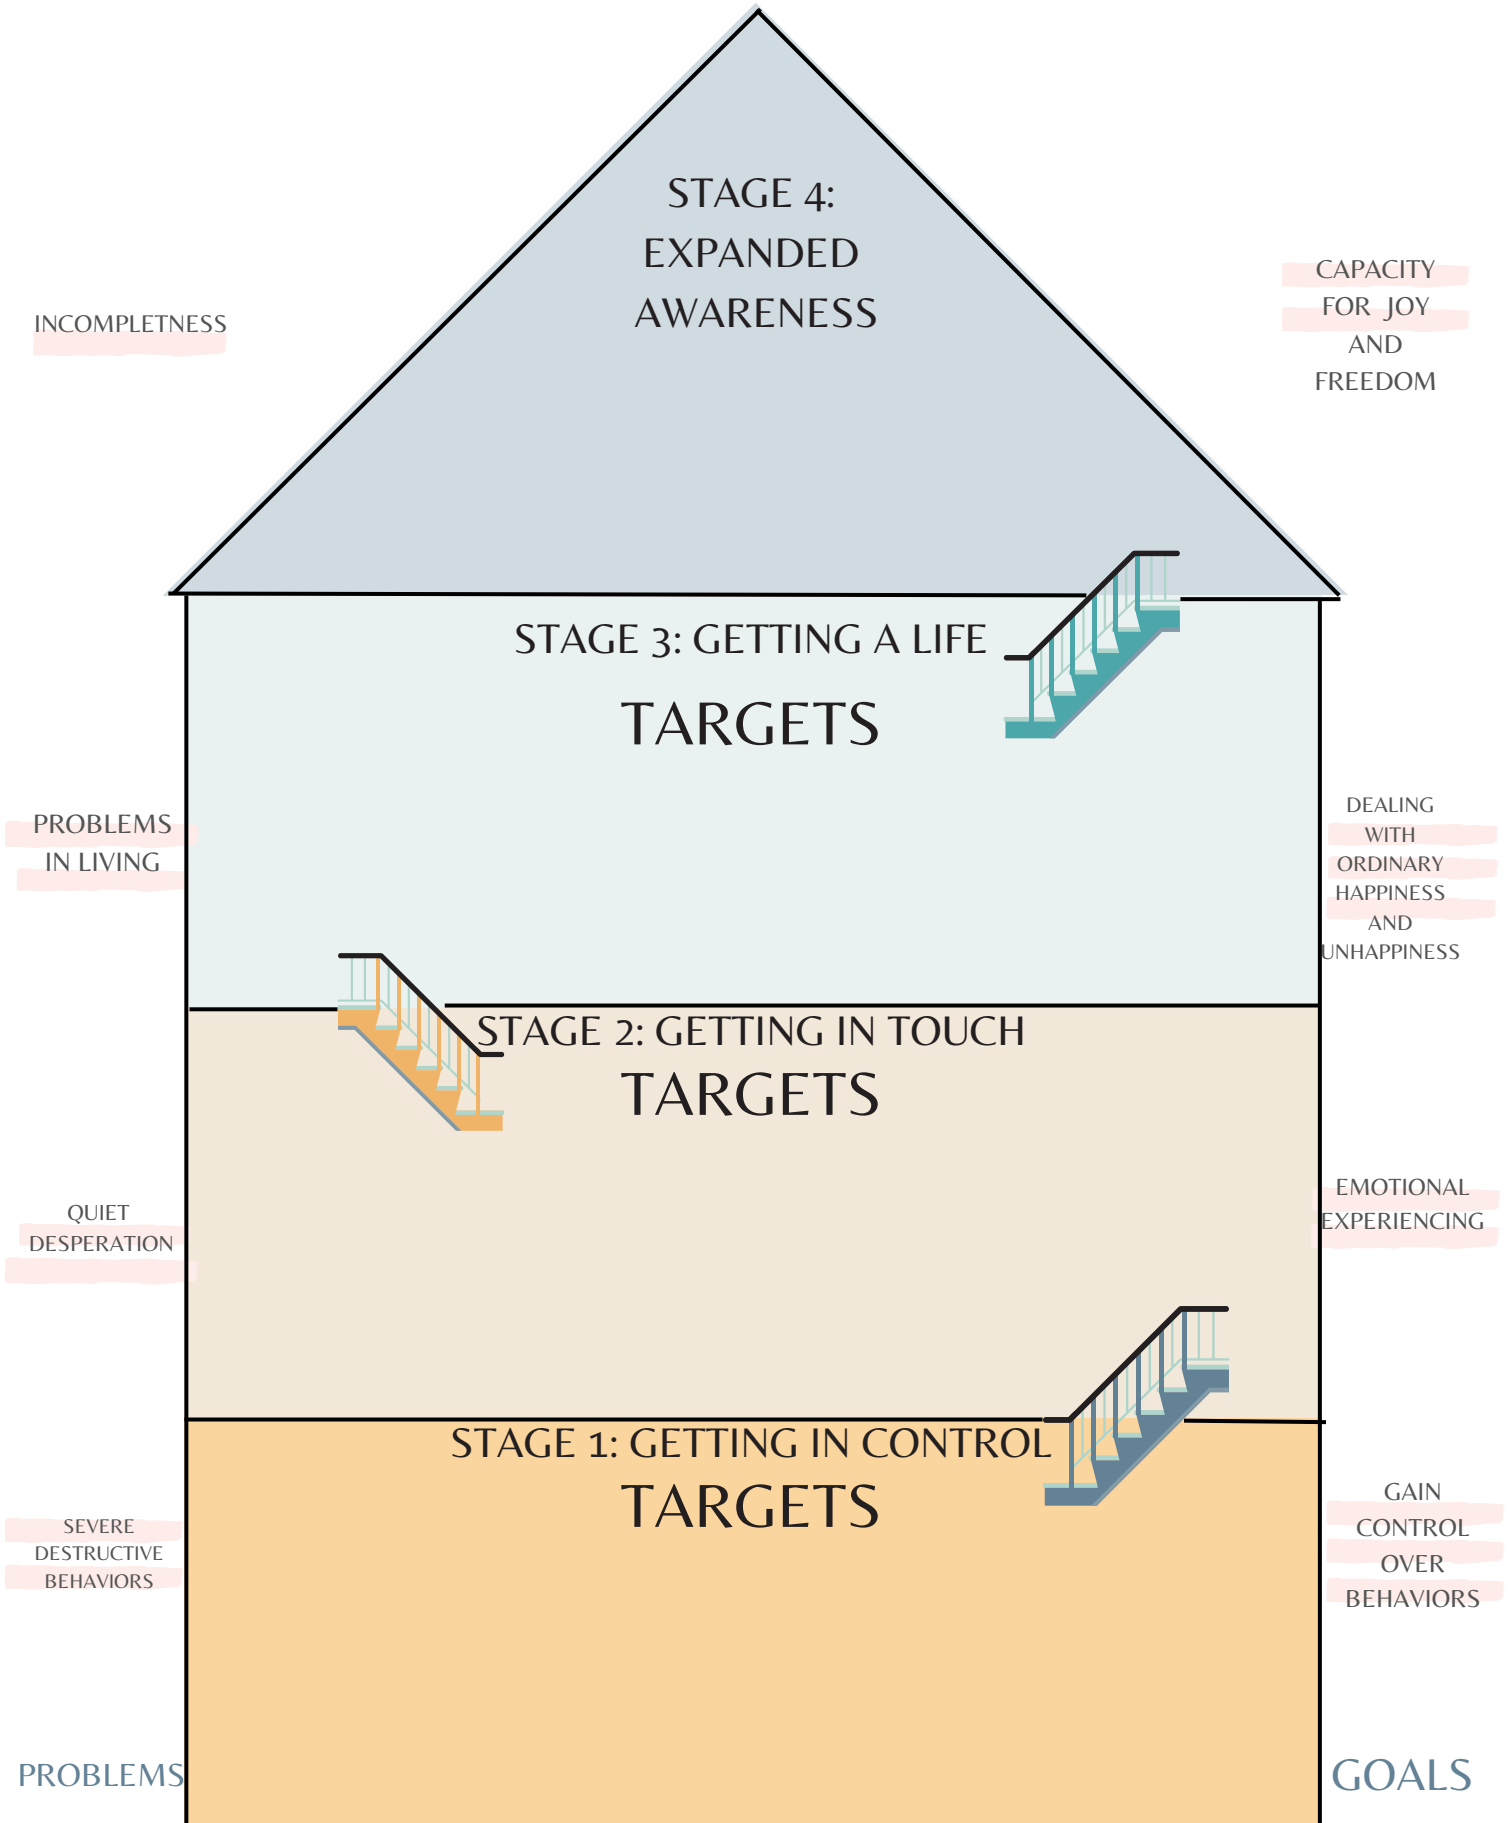 STAGE 4:
EXPANDED
AWARENESS
INCOMPLETNESS
CAPACITY
FOR JOY
AND
FREEDOM
STAGE 3: GETTING A LIFE
TARGETS
PROBLEMS
IN LIVING
DEALING
WITH
ORDINARY
HAPPINESS
AND
UNHAPPINESS
STAGE 2: GETTING IN TOUCH
TARGETS
QUIET
DESPERATION
EMOTIONAL
EXPERIENCING
STAGE 1: GETTING IN CONTROL
TARGETS
SEVERE
DESTRUCTIVE
BEHAVIORS
GAIN
CONTROL
OVER
BEHAVIORS
PROBLEMS
GOALS